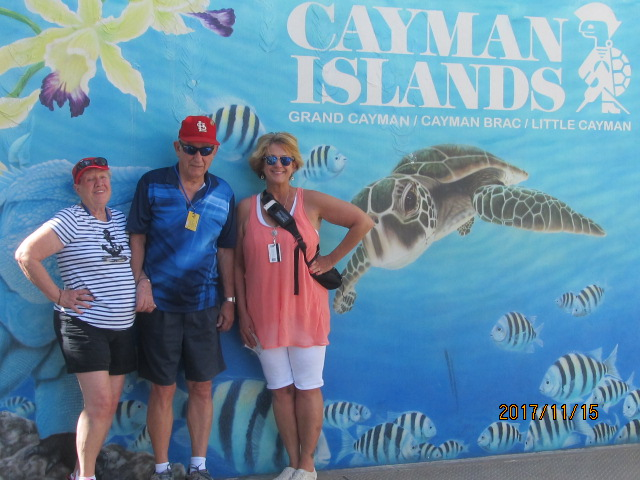 CAYMAN
ISLANDS
GRAND CAYMAN / CAYMAN BRAC / LITTLE CAYMAN
2017/11/15